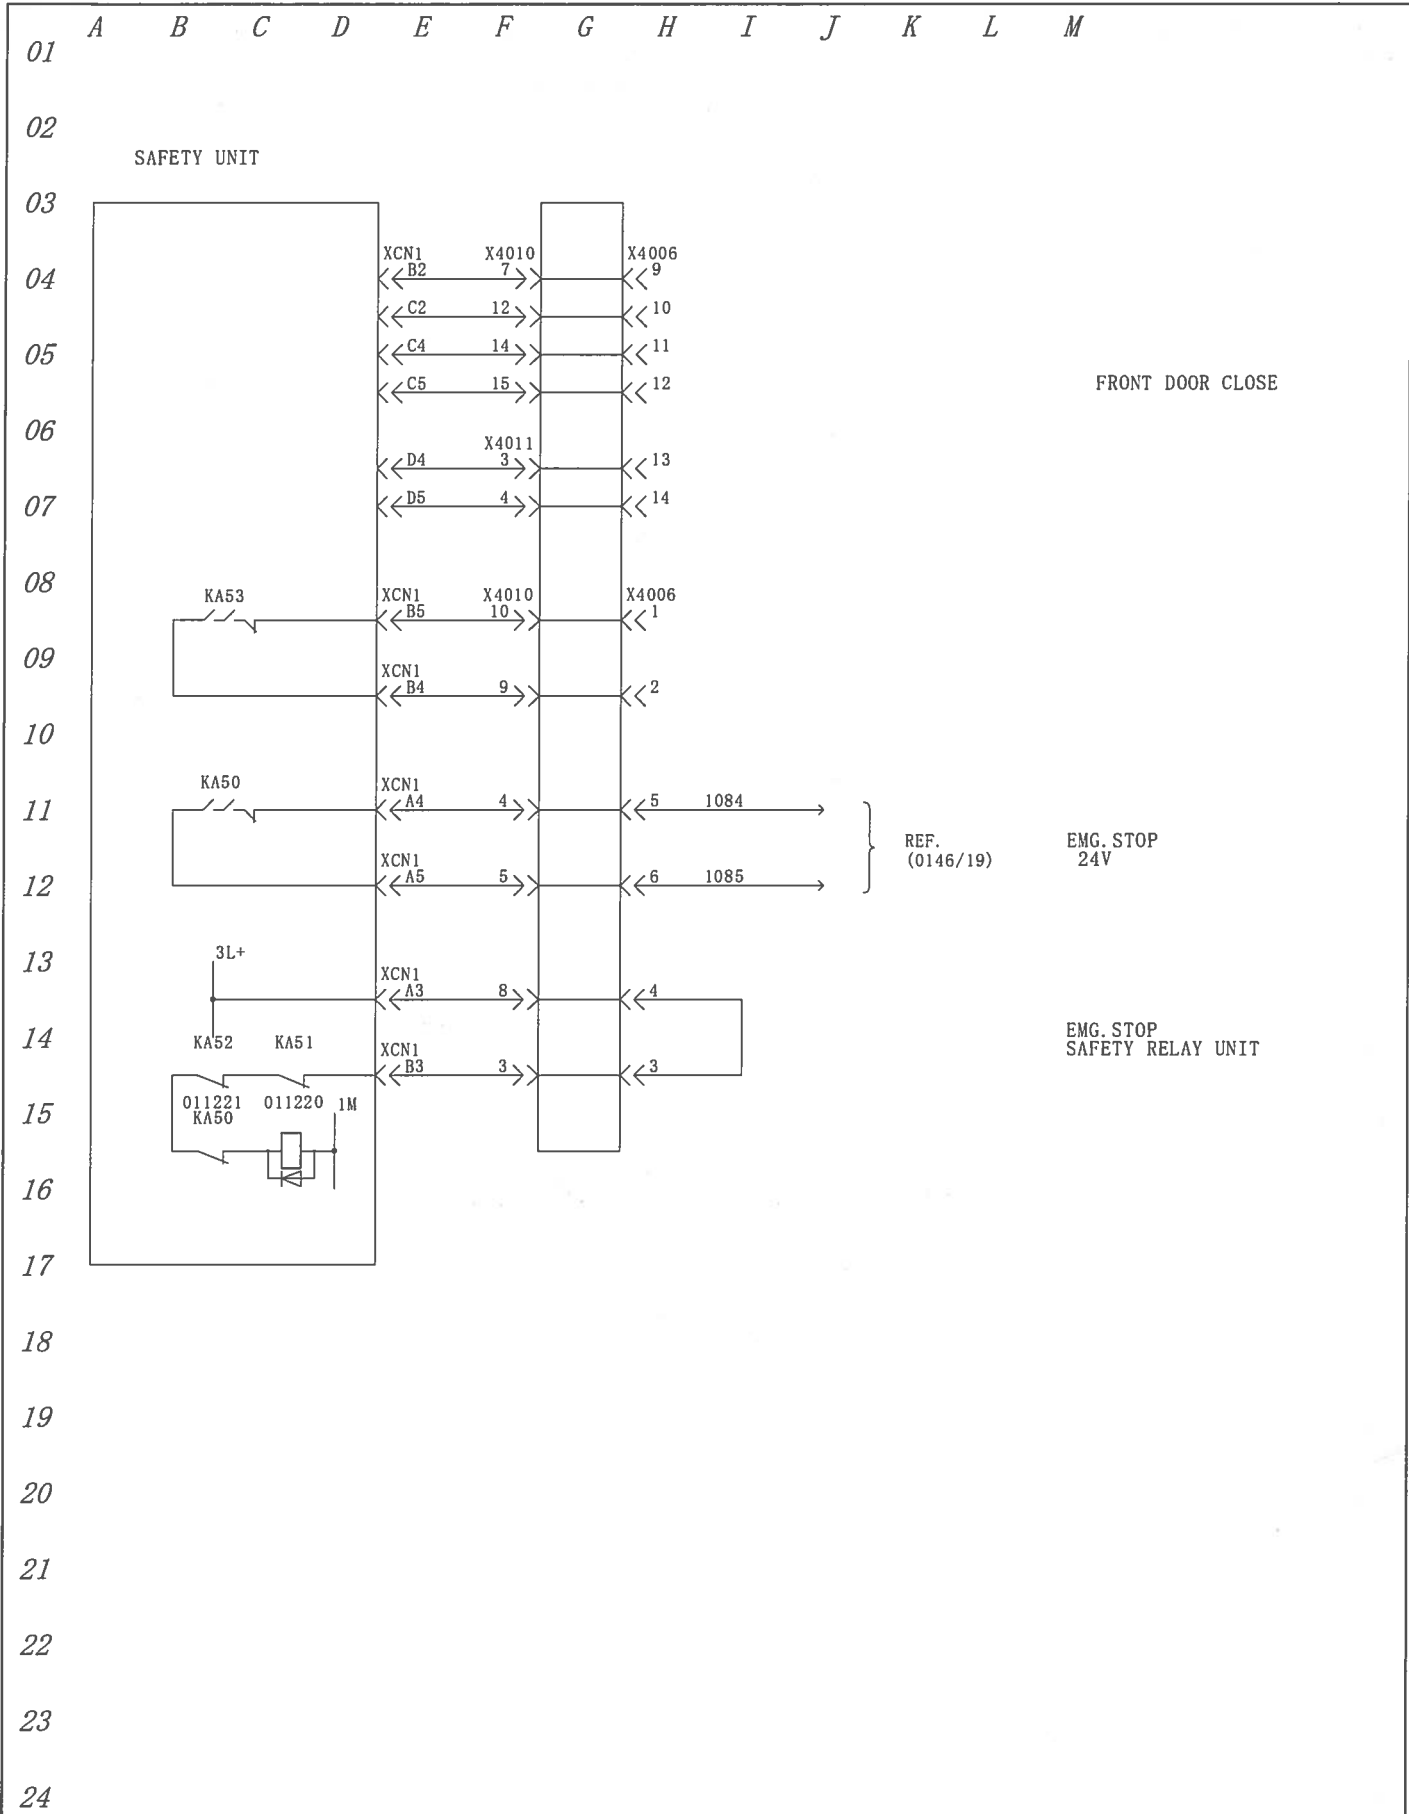 A B C D E F G H I J K L M
01
02
SAFETY UNIT
03
XCN1 X4010 X4006
04 B2 7 9
C2 12 10
05 C4 14 11
C5 15 12
FRONT DOOR CLOSE
06
X4011
D4 3 13
07 D5 4 14
08
KA53 XCN1 X4010 X4006
B5 10 1
09
XCN1
B4 9 2
10
KA50 XCN1
11 A4 4 5 1084
REF. EMG.STOP
(0146/19) 24V
XCN1
12 A5 5 6 1085
13
3L+
XCN1
A3 8 4
14
KA52 KA51
EMG.STOP
SAFETY RELAY UNIT
XCN1
B3 3 3
15
011221 011220 1M
KA50
16
17
18
19
20
21
22
23
24